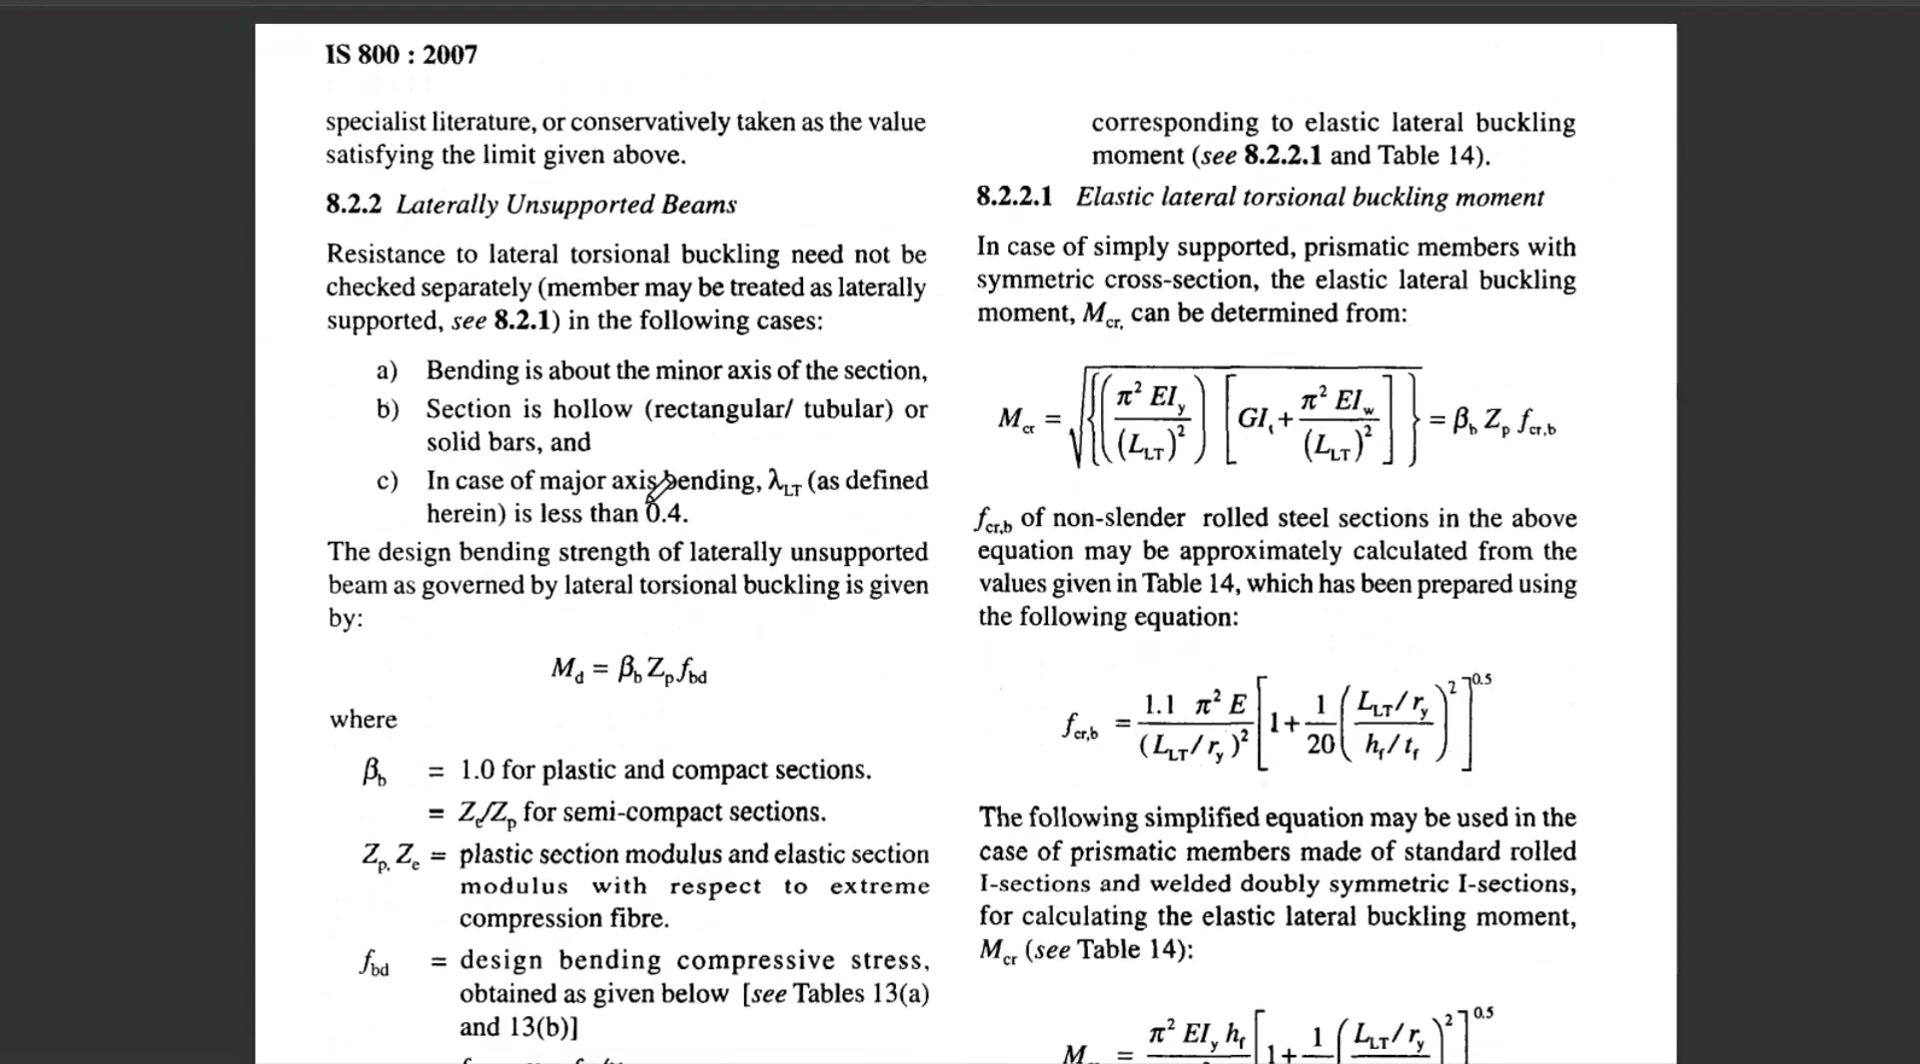 IS 800 : 2007
specialist literature, or conservatively taken as the value
satisfying the limit given above.
8.2.2 Laterally Unsupported Beams
Resistance to lateral torsional buckling need not be
checked separately (member may be treated as laterally
supported, see 8.2.1) in the following cases:
a) Bending is about the minor axis of the section,
b) Section is hollow (rectangular/ tubular) or
solid bars, and
c) In case of major axis bending, λ_LT (as defined
herein) is less than 0.4.
The design bending strength of laterally unsupported
beam as governed by lateral torsional buckling is given
by:
M_d = β_b Z_p f_bd
where
β_b = 1.0 for plastic and compact sections.
= Z_e/Z_p for semi-compact sections.
Z_p, Z_e = plastic section modulus and elastic section
modulus with respect to extreme
compression fibre.
f_bd = design bending compressive stress,
obtained as given below [see Tables 13(a)
and 13(b)]
corresponding to elastic lateral buckling
moment (see 8.2.2.1 and Table 14).
8.2.2.1 Elastic lateral torsional buckling moment
In case of simply supported, prismatic members with
symmetric cross-section, the elastic lateral buckling
moment, M_cr, can be determined from:
M_cr = √{(π² EI_y / (L_LT)²) [GI_t + π² EI_w / (L_LT)²]} = β_b Z_p f_cr,b
f_cr,b of non-slender rolled steel sections in the above
equation may be approximately calculated from the
values given in Table 14, which has been prepared using
the following equation:
f_cr,b = 1.1 π² E / (L_LT/r_y)² [1 + 1/20 ((L_LT/r_y) / (h_f/t_f))²]^0.5
The following simplified equation may be used in the
case of prismatic members made of standard rolled
I-sections and welded doubly symmetric I-sections,
for calculating the elastic lateral buckling moment,
M_cr (see Table 14):
π² EI_y h_f [1 + 1 (L_LT/r_y)²]^0.5